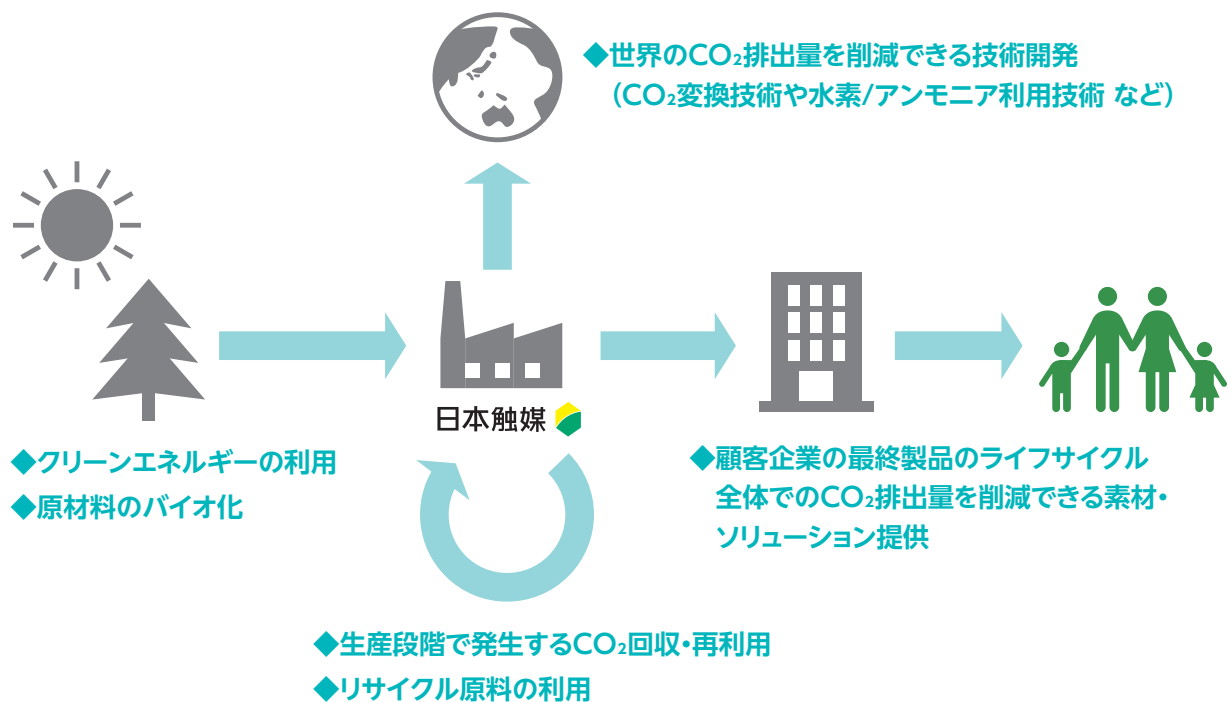 ◆世界のCO₂排出量を削減できる技術開発
（CO₂変換技術や水素/アンモニア利用技術 など）
日本触媒
◆クリーンエネルギーの利用
◆原材料のバイオ化
◆顧客企業の最終製品のライフサイクル
全体でのCO₂排出量を削減できる素材・
ソリューション提供
◆生産段階で発生するCO₂回収・再利用
◆リサイクル原料の利用